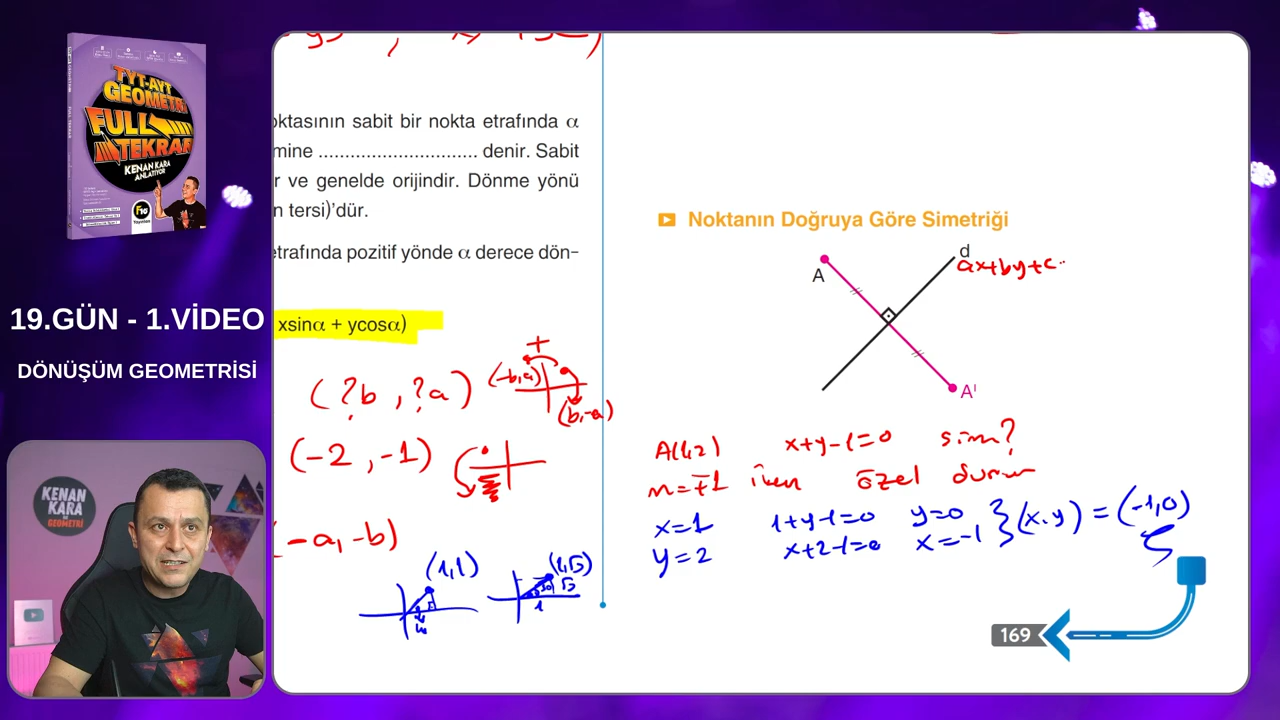 TYT-AYT
GEOMETRİ
FULL
TEKRAR
KENAN KARA
ANLATIYOR
19.GÜN - 1.VİDEO
DÖNÜŞÜM GEOMETRİSİ
KENAN
KARA
GEOMETRİ
oktasının sabit bir nokta etrafında α
mine .............................. denir. Sabit
r ve genelde orijindir. Dönme yönü
n tersi)'dür.
etrafında pozitif yönde α derece dön-
xsinα + ycosα)
(?b , ?a)
+
(-b,a)
(b,-a)
(-2 , -1)
-a, -b)
(1,1)
(1,√3)
√3
1
Noktanın Doğruya Göre Simetriği
A
d
ax+by+c
A'
A(1,2) x+y-1=0 sim?
m=∓1 iken özel durum
x=1 1+y-1=0 y=0
y=2 x+2-1=0 x=-1 } (x,y) = (-1,0)
169